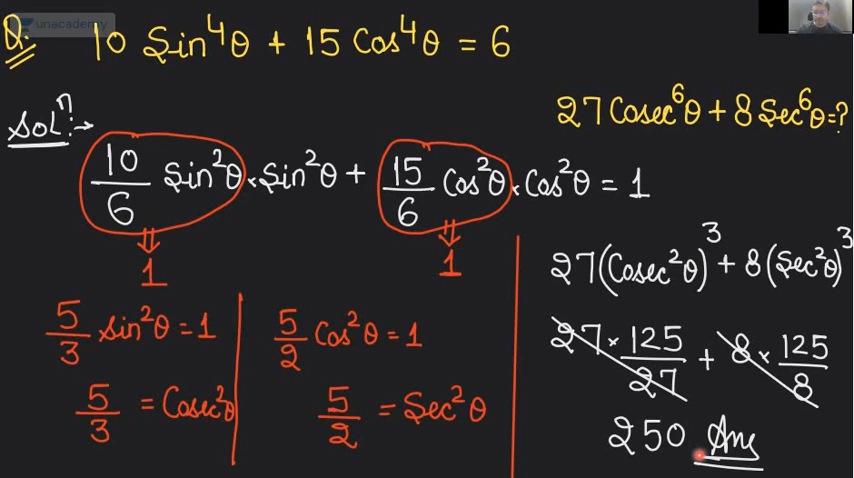 unacademy
Q. 10 Sin⁴θ + 15 Cos⁴θ = 6
27 Cosec⁶θ + 8 Sec⁶θ = ?
Solⁿ:→
10/6 Sin²θ × Sin²θ + 15/6 Cos²θ × Cos²θ = 1
⇓ 1
⇓ 1
5/3 Sin²θ = 1
5/3 = Cosec²θ
5/2 Cos²θ = 1
5/2 = Sec²θ
27(Cosec²θ)³ + 8(Sec²θ)³
27 × 125/27 + 8 × 125/8
250 Ans